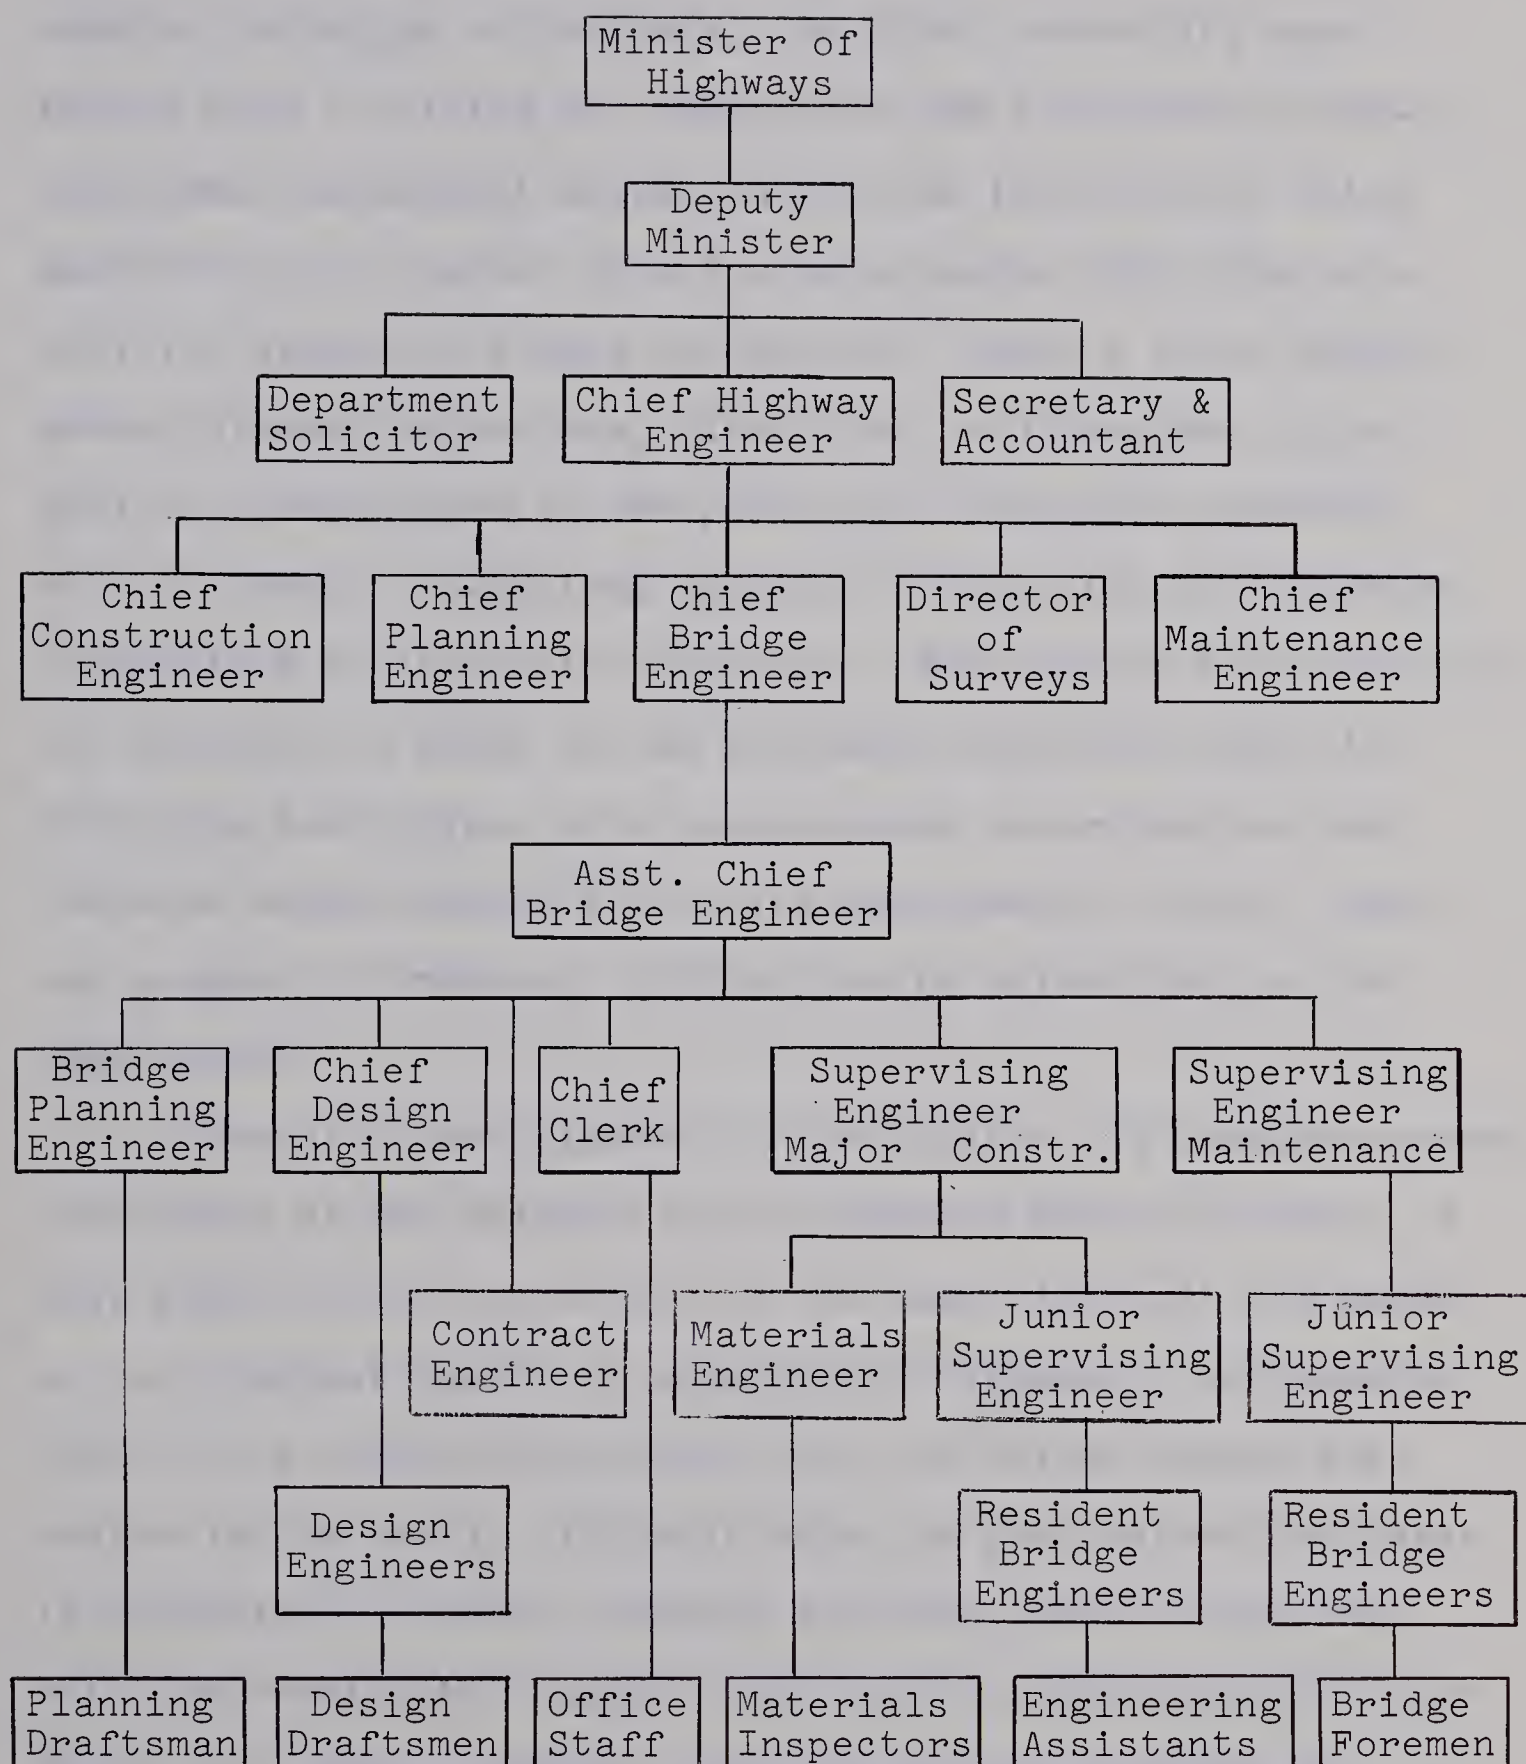 Minister of
Highways
Deputy
Minister
Department
Solicitor
Chief Highway
Engineer
Secretary &
Accountant
Chief
Construction
Engineer
Chief
Planning
Engineer
Chief
Bridge
Engineer
Director
of
Surveys
Chief
Maintenance
Engineer
Asst. Chief
Bridge Engineer
Bridge
Planning
Engineer
Chief
Design
Engineer
Chief
Clerk
Supervising
Engineer
Major Constr.
Supervising
Engineer
Maintenance
Contract
Engineer
Materials
Engineer
Junior
Supervising
Engineer
Junior
Supervising
Engineer
Design
Engineers
Resident
Bridge
Engineers
Resident
Bridge
Engineers
Planning
Draftsman
Design
Draftsmen
Office
Staff
Materials
Inspectors
Engineering
Assistants
Bridge
Foremen